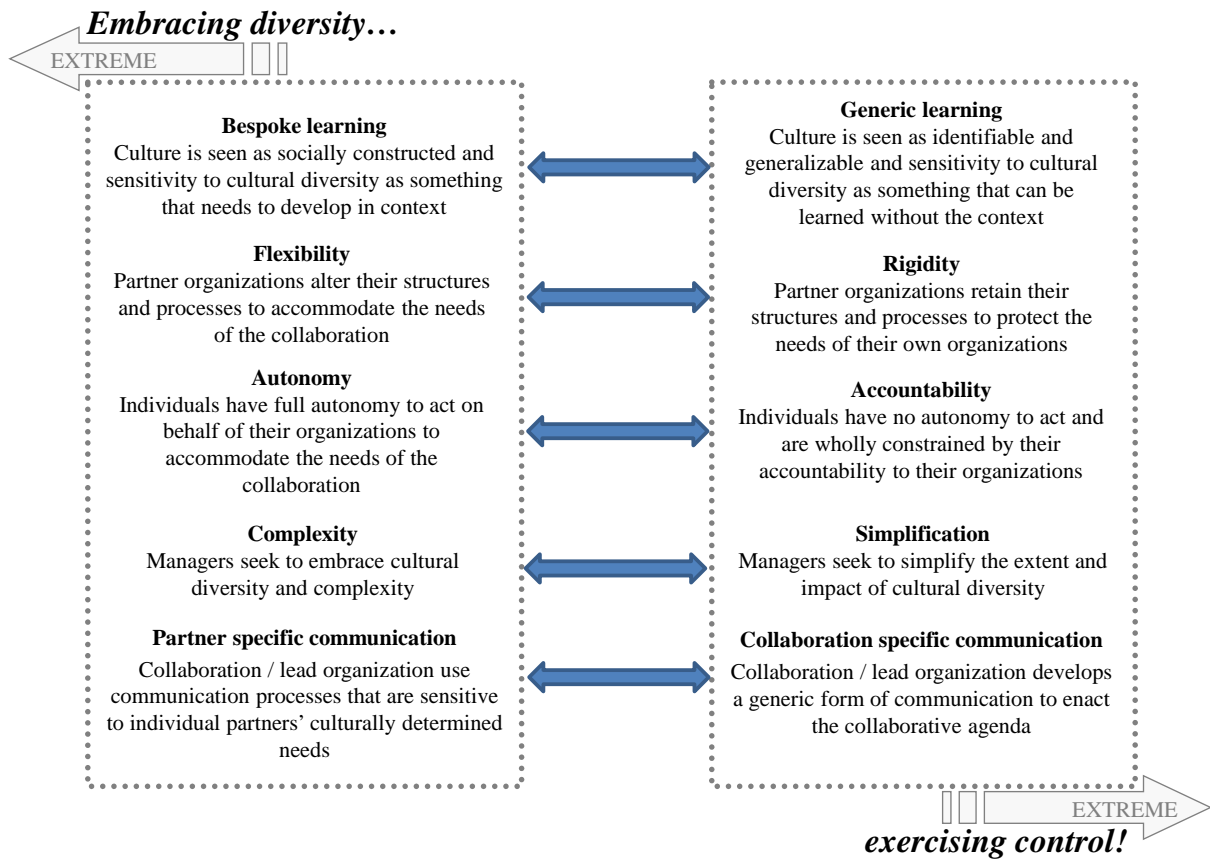 Embracing diversity…
EXTREME
Bespoke learning
Culture is seen as socially constructed and
sensitivity to cultural diversity as something
that needs to develop in context
Flexibility
Partner organizations alter their structures
and processes to accommodate the needs
of the collaboration
Autonomy
Individuals have full autonomy to act on
behalf of their organizations to
accommodate the needs of the
collaboration
Complexity
Managers seek to embrace cultural
diversity and complexity
Partner specific communication
Collaboration / lead organization use
communication processes that are sensitive
to individual partners’ culturally determined
needs
Generic learning
Culture is seen as identifiable and
generalizable and sensitivity to cultural
diversity as something that can be
learned without the context
Rigidity
Partner organizations retain their
structures and processes to protect the
needs of their own organizations
Accountability
Individuals have no autonomy to act and
are wholly constrained by their
accountability to their organizations
Simplification
Managers seek to simplify the extent and
impact of cultural diversity
Collaboration specific communication
Collaboration / lead organization develops
a generic form of communication to enact
the collaborative agenda
EXTREME
exercising control!